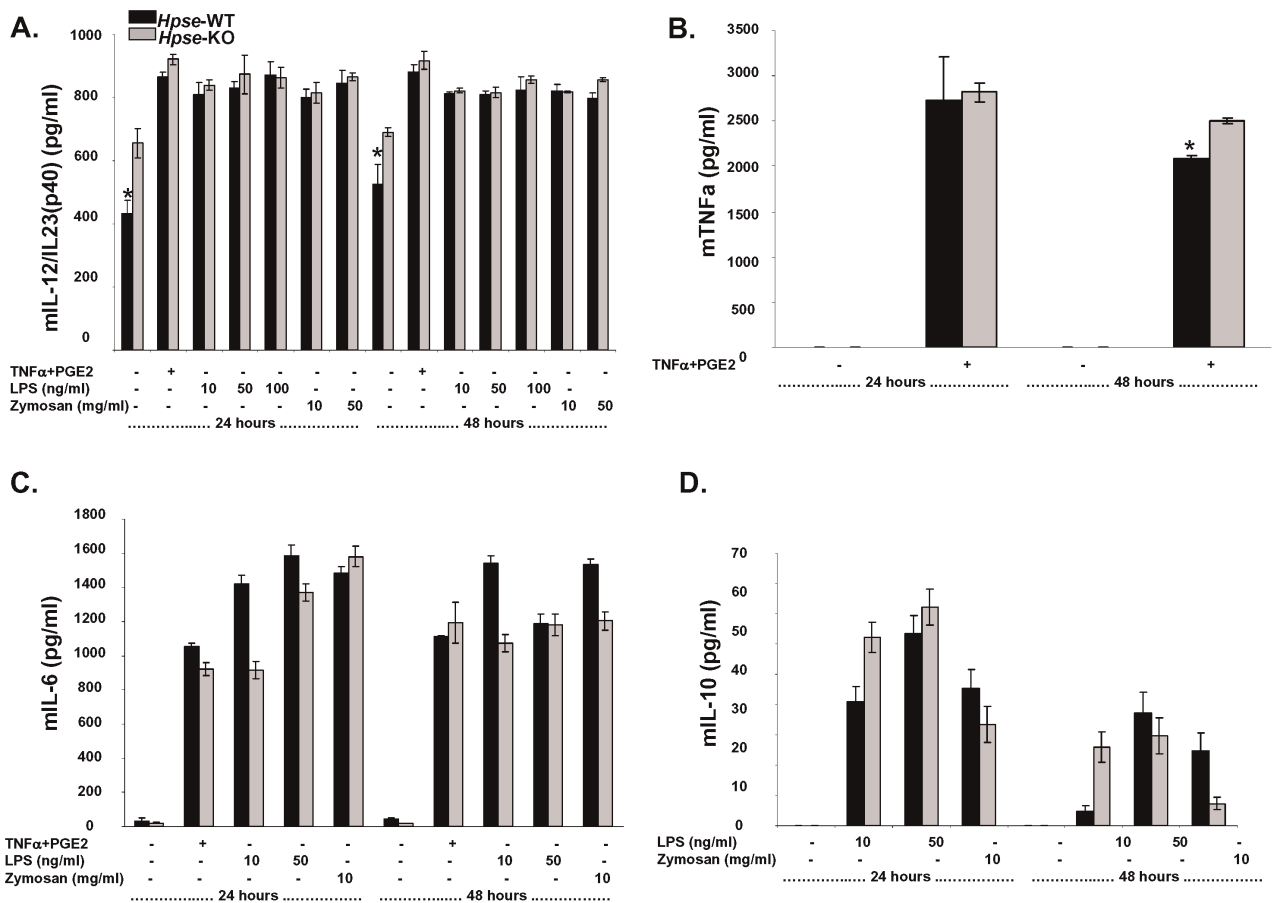 A.
Hpse-WT
Hpse-KO
mIL-12/IL23(p40) (pg/ml)
1000
800
600
400
200
0
*
*
TNFα+PGE2 - + - - - - - - + - - - - -
LPS (ng/ml) - - 10 50 100 - - - - 10 50 100 - -
Zymosan (mg/ml) - - - - - 10 50 - - - - - 10 50
24 hours
48 hours
B.
mTNFa (pg/ml)
3500
3000
2500
2000
1500
1000
500
0
*
TNFα+PGE2 - + - +
24 hours
48 hours
C.
mIL-6 (pg/ml)
1800
1600
1400
1200
1000
800
600
400
200
0
TNFα+PGE2 - + - - - - + - - -
LPS (ng/ml) - - 10 50 - - - 10 50 -
Zymosan (mg/ml) - - - - 10 - - - - 10
24 hours
48 hours
D.
mIL-10 (pg/ml)
70
60
50
40
30
20
10
0
LPS (ng/ml) - 10 50 - - 10 50 -
Zymosan (mg/ml) - - - 10 - - - 10
24 hours
48 hours